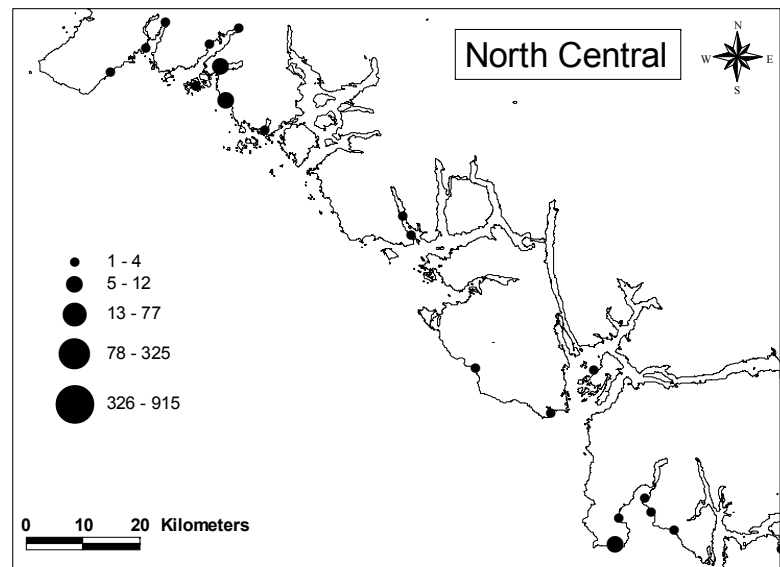 North Central
N
W E
S
1 - 4
5 - 12
13 - 77
78 - 325
326 - 915
0 10 20 Kilometers